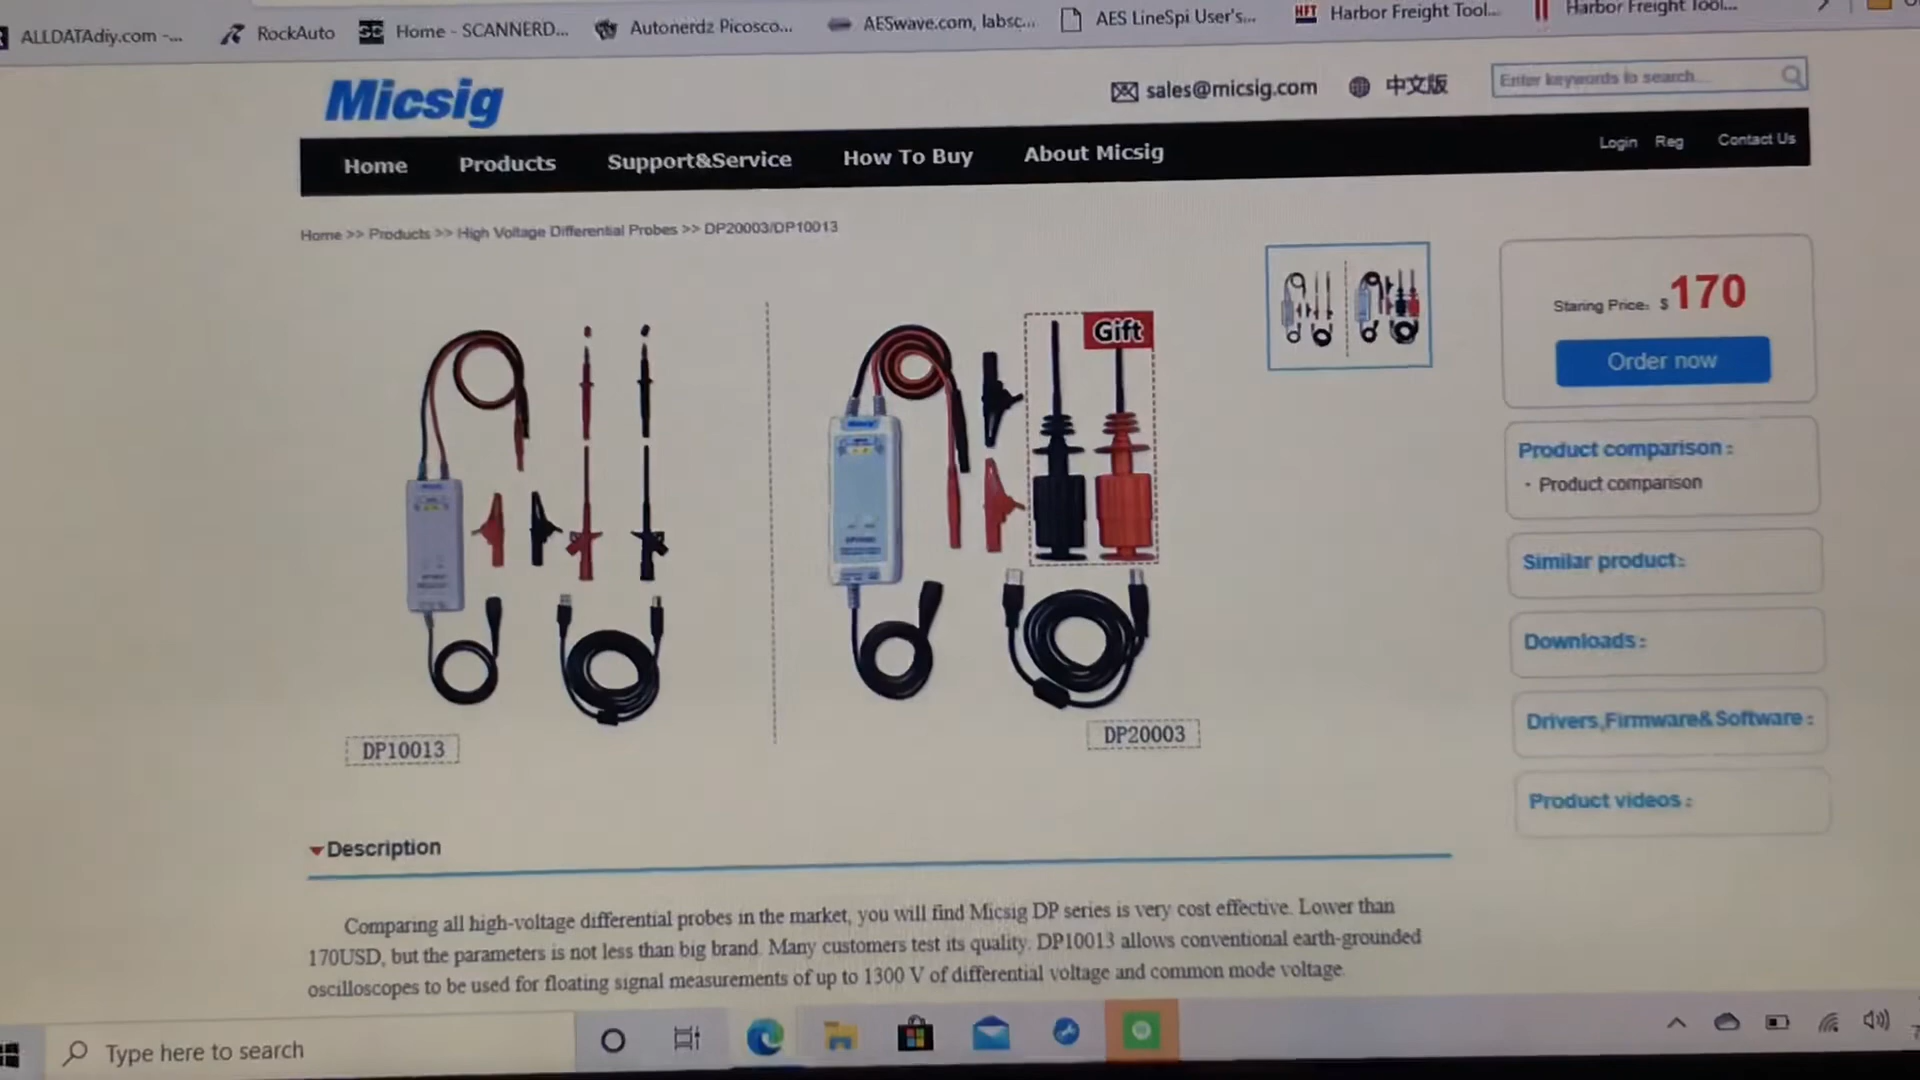 ALLDATAdiy.com -...
RockAuto
Home - SCANNERD...
Autonerdz Picosco...
AESwave.com, labsc...
AES LineSpi User's...
HFT
Harbor Freight Tool...
Harbor Freight Tool...
Micsig
sales@micsig.com
中文版
Enter keywords to search...
Home
Products
Support&Service
How To Buy
About Micsig
Login
Reg
Contact Us
Home >> Products >> High Voltage Differential Probes >> DP20003/DP10013
Gift
DP10013
DP20003
Staring Price: $170
Order now
Product comparison :
· Product comparison
Similar product:
Downloads :
Drivers,Firmware& Software :
Product videos :
Description
Comparing all high-voltage differential probes in the market, you will find Micsig DP series is very cost effective. Lower than
170USD, but the parameters is not less than big brand. Many customers test its quality. DP10013 allows conventional earth-grounded
oscilloscopes to be used for floating signal measurements of up to 1300 V of differential voltage and common mode voltage.
Type here to search